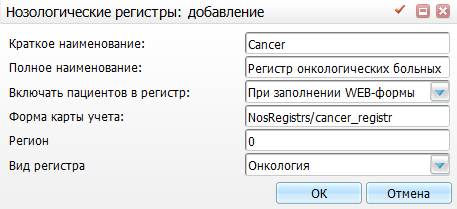 Нозологические регистры: добавление
Краткое наименование: Cancer
Полное наименование: Регистр онкологических больных
Включать пациентов в регистр: При заполнении WEB-формы
Форма карты учета: NosRegistrs/cancer_registr
Регион 0
Вид регистра Онкология
ОК Отмена